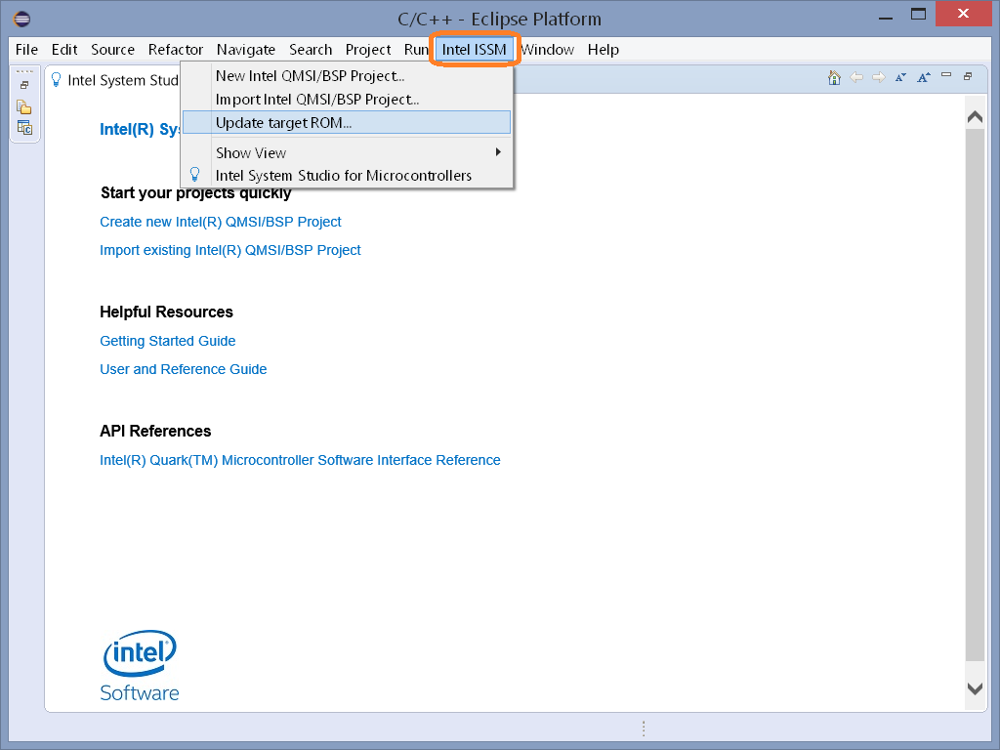 C/C++ - Eclipse Platform
File Edit Source Refactor Navigate Search Project Run Intel ISSM Window Help
Intel System Stud
New Intel QMSI/BSP Project...
Import Intel QMSI/BSP Project...
Update target ROM...
Show View
Intel System Studio for Microcontrollers
Intel(R) Sys
Start your projects quickly
Create new Intel(R) QMSI/BSP Project
Import existing Intel(R) QMSI/BSP Project
Helpful Resources
Getting Started Guide
User and Reference Guide
API References
Intel(R) Quark(TM) Microcontroller Software Interface Reference
intel
Software